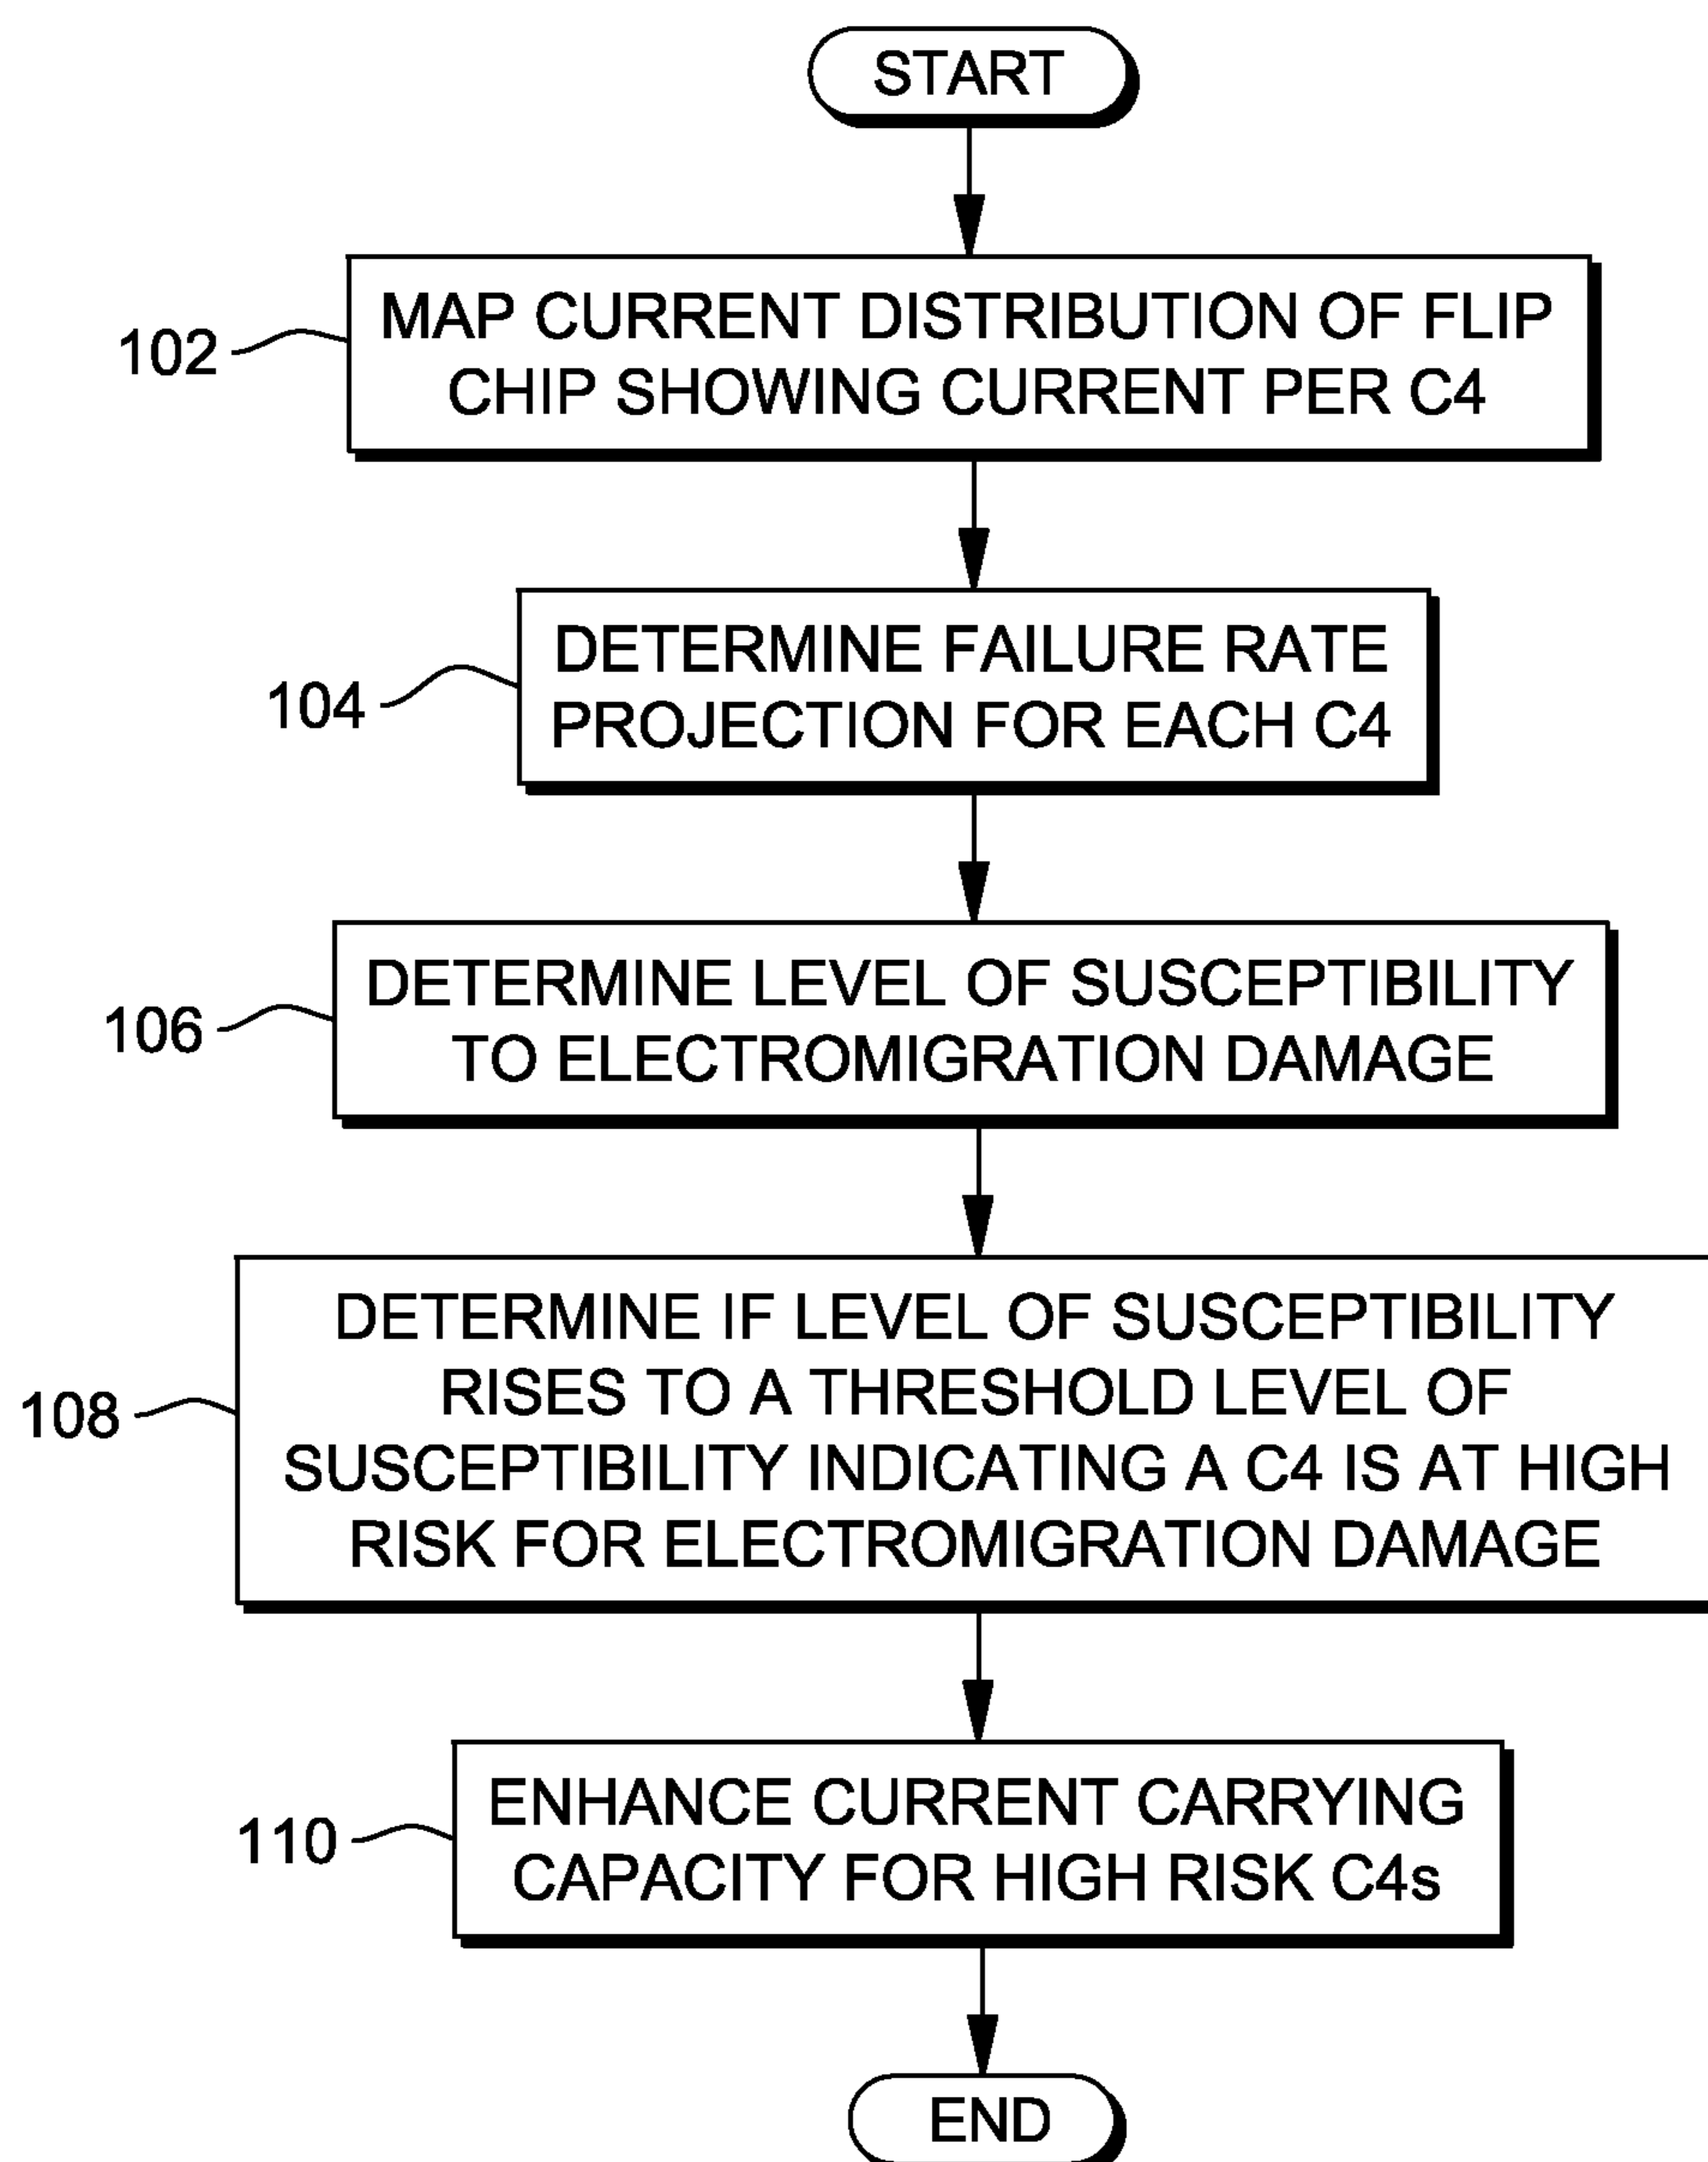 START
102
MAP CURRENT DISTRIBUTION OF FLIP
CHIP SHOWING CURRENT PER C4
104
DETERMINE FAILURE RATE
PROJECTION FOR EACH C4
106
DETERMINE LEVEL OF SUSCEPTIBILITY
TO ELECTROMIGRATION DAMAGE
108
DETERMINE IF LEVEL OF SUSCEPTIBILITY
RISES TO A THRESHOLD LEVEL OF
SUSCEPTIBILITY INDICATING A C4 IS AT HIGH
RISK FOR ELECTROMIGRATION DAMAGE
110
ENHANCE CURRENT CARRYING
CAPACITY FOR HIGH RISK C4s
END